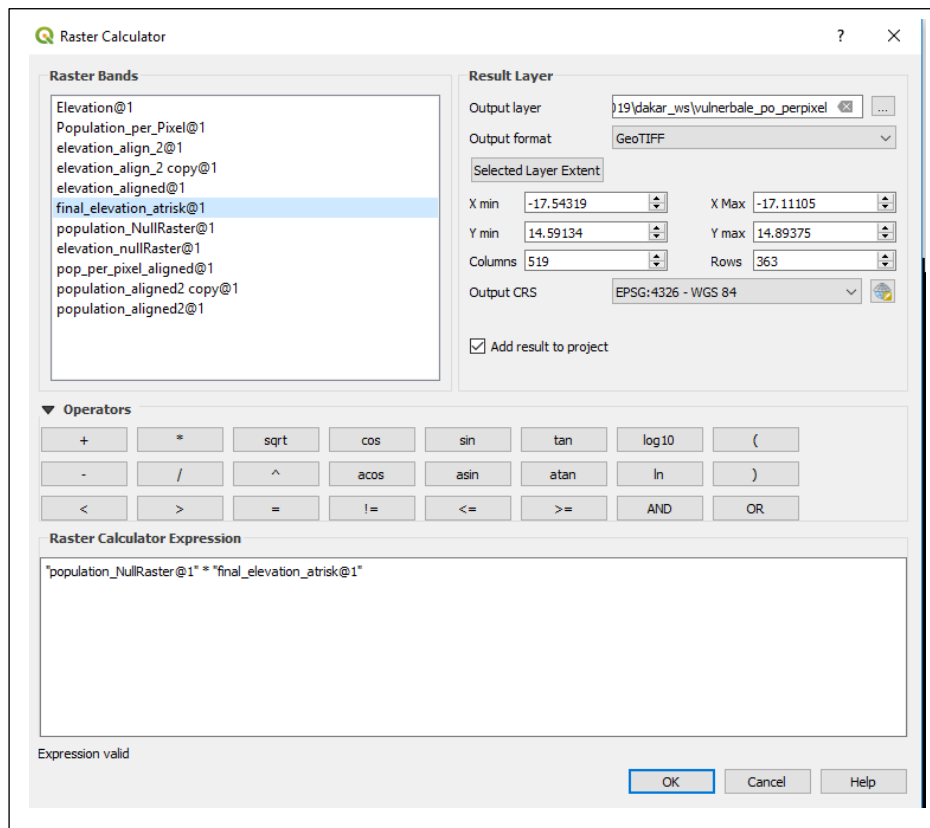 Raster Calculator
?
Raster Bands
Elevation@1
Population_per_Pixel@1
elevation_align_2@1
elevation_align_2 copy@1
elevation_aligned@1
final_elevation_atrisk@1
population_NullRaster@1
elevation_nullRaster@1
pop_per_pixel_aligned@1
population_aligned2 copy@1
population_aligned2@1
Result Layer
Output layer )19\dakar_ws\vulnerbale_po_perpixel ...
Output format GeoTIFF
Selected Layer Extent
X min -17.54319 X Max -17.11105
Y min 14.59134 Y max 14.89375
Columns 519 Rows 363
Output CRS EPSG:4326 - WGS 84
Add result to project
Operators
+ * sqrt cos sin tan log10 (
- / ^ acos asin atan ln )
< > = != <= >= AND OR
Raster Calculator Expression
"population_NullRaster@1" * "final_elevation_atrisk@1"
Expression valid
OK Cancel Help